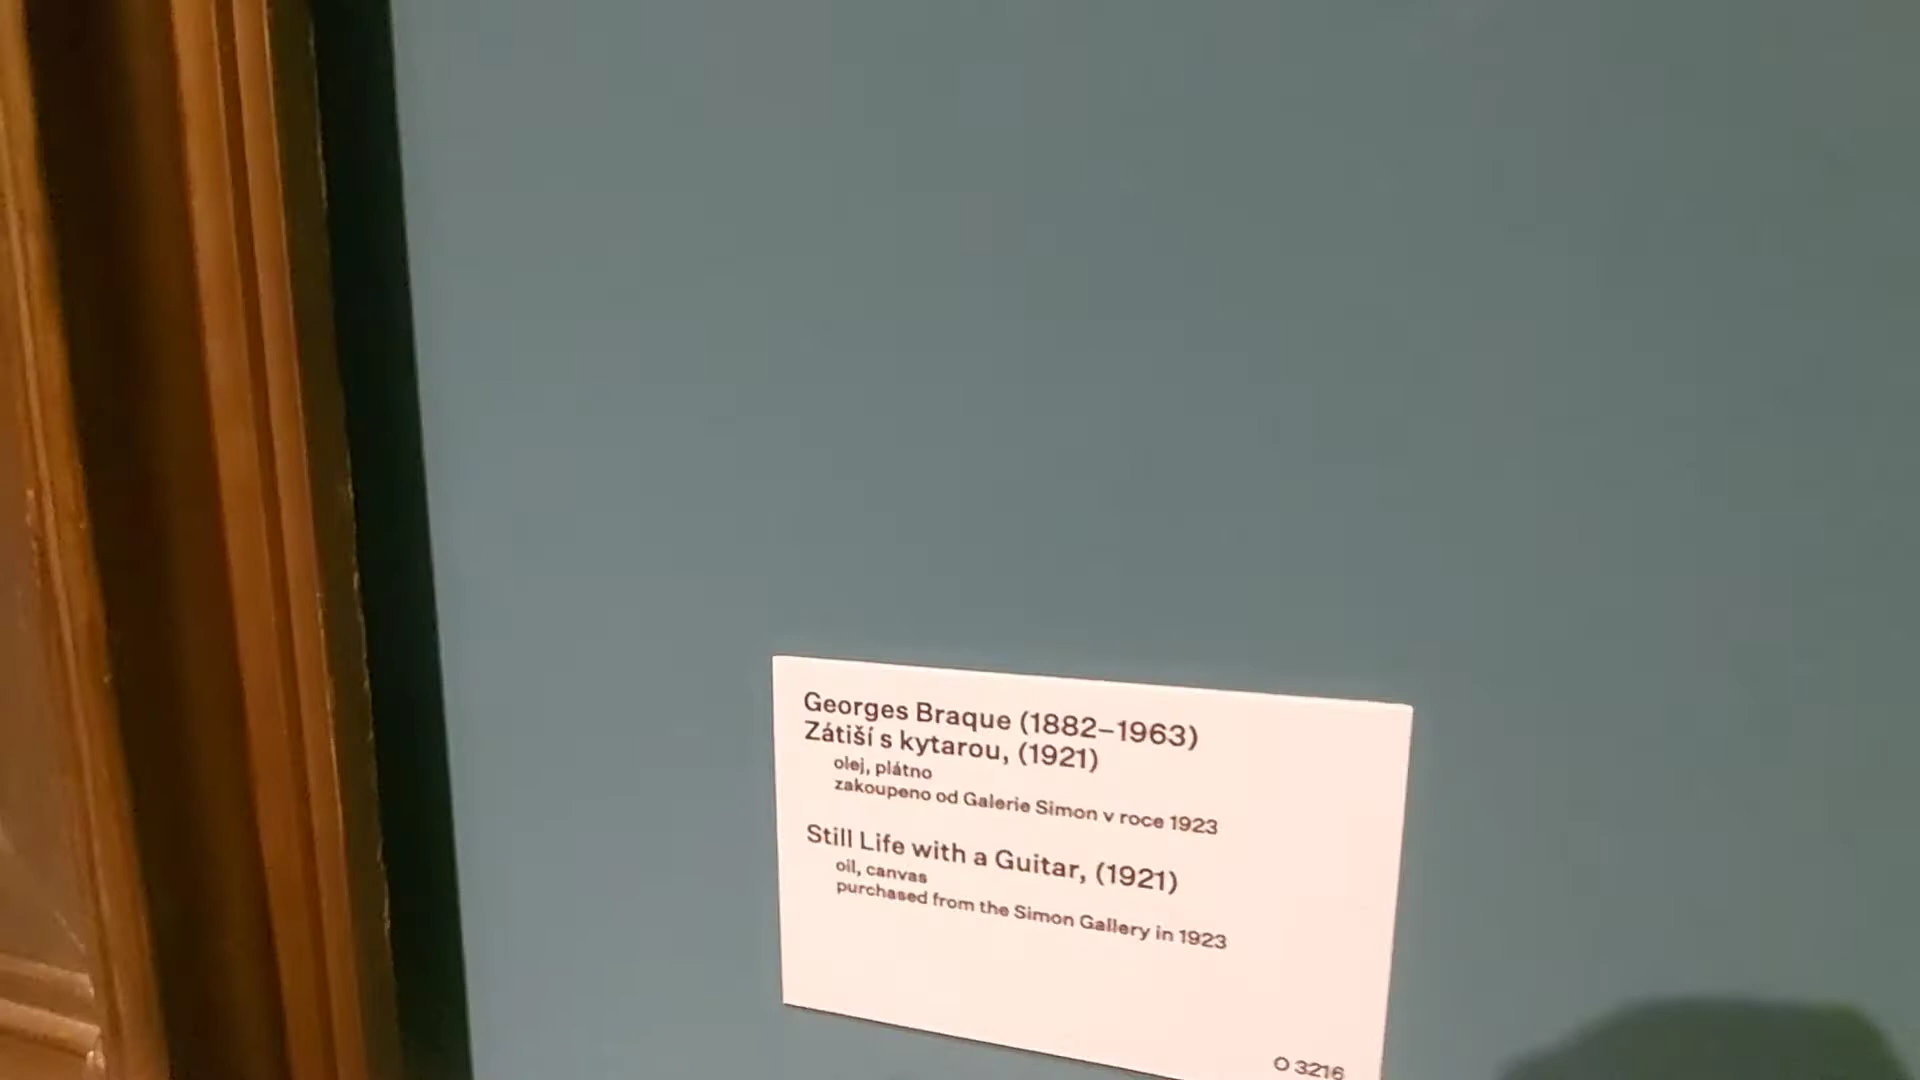 Georges Braque (1882–1963)
Zátiší s kytarou, (1921)
olej, plátno
zakoupeno od Galerie Simon v roce 1923
Still Life with a Guitar, (1921)
oil, canvas
purchased from the Simon Gallery in 1923
O 3216